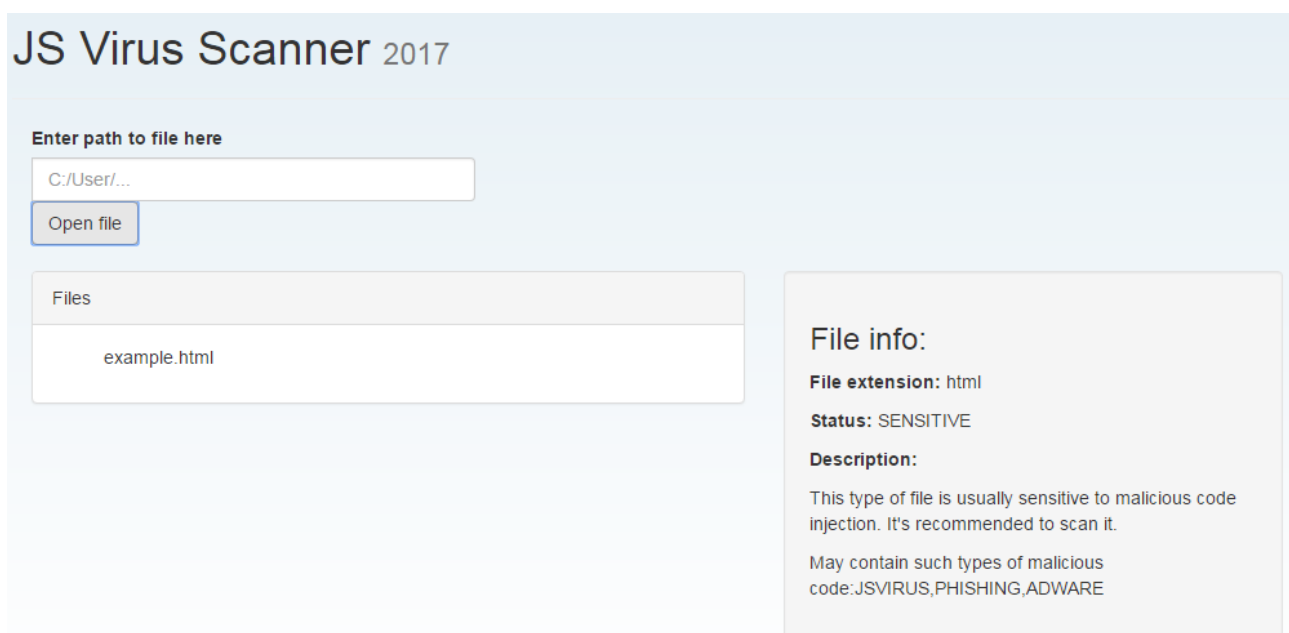 JS Virus Scanner 2017
Enter path to file here
C:/User/...
Open file
Files
example.html
File info:
File extension: html
Status: SENSITIVE
Description:
This type of file is usually sensitive to malicious code
injection. It's recommended to scan it.
May contain such types of malicious
code:JSVIRUS,PHISHING,ADWARE